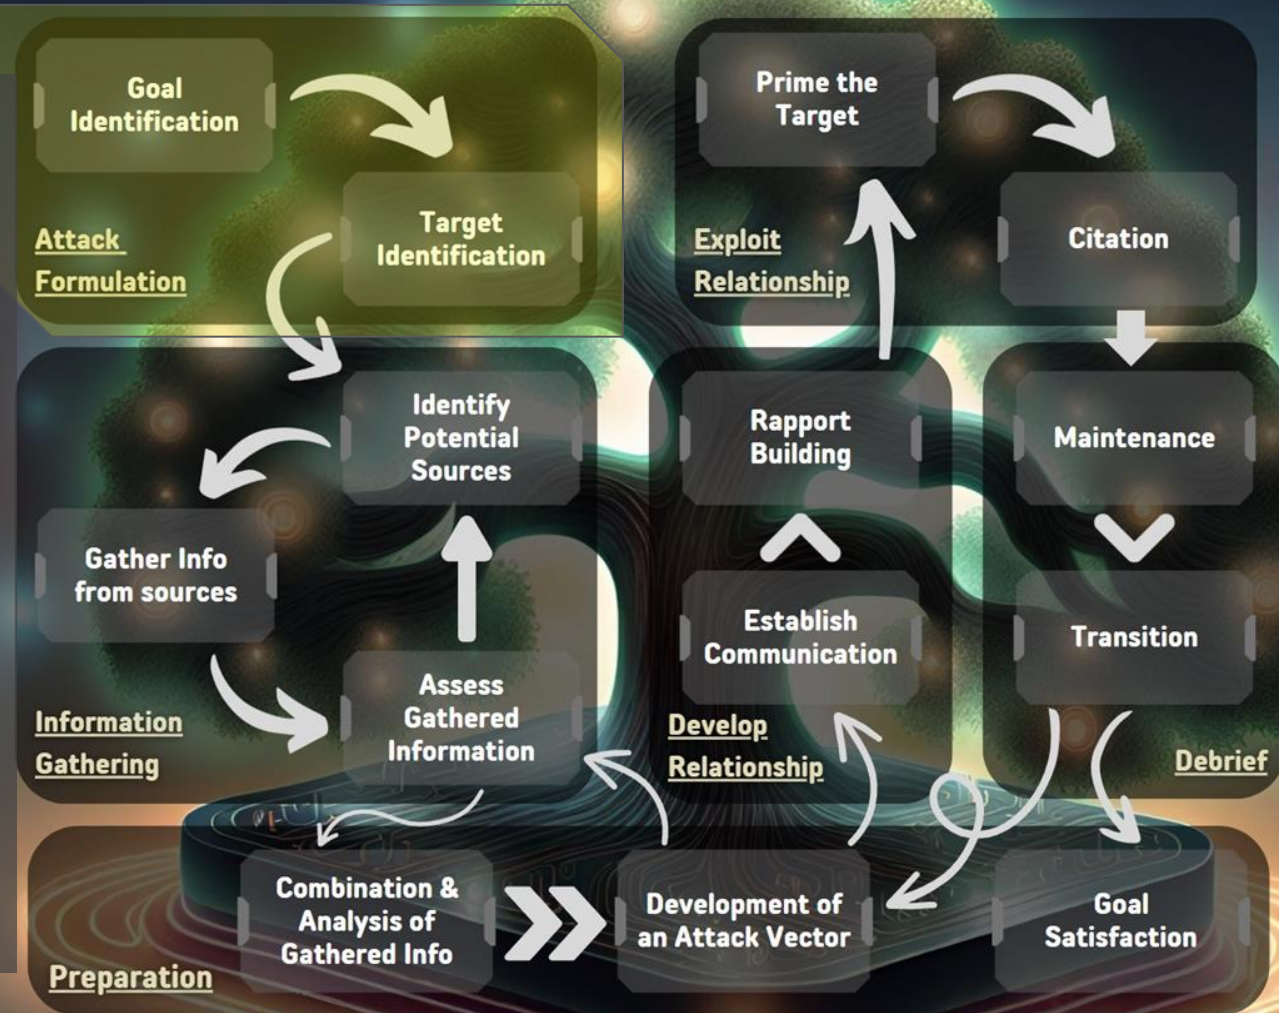 Goal
Identification
Target
Identification
Attack
Formulation
Identify
Potential
Sources
Gather Info
from sources
Assess
Gathered
Information
Information
Gathering
Combination &
Analysis of
Gathered Info
Development of
an Attack Vector
Preparation
Establish
Communication
Rapport
Building
Develop
Relationship
Prime the
Target
Citation
Exploit
Relationship
Maintenance
Transition
Debrief
Goal
Satisfaction